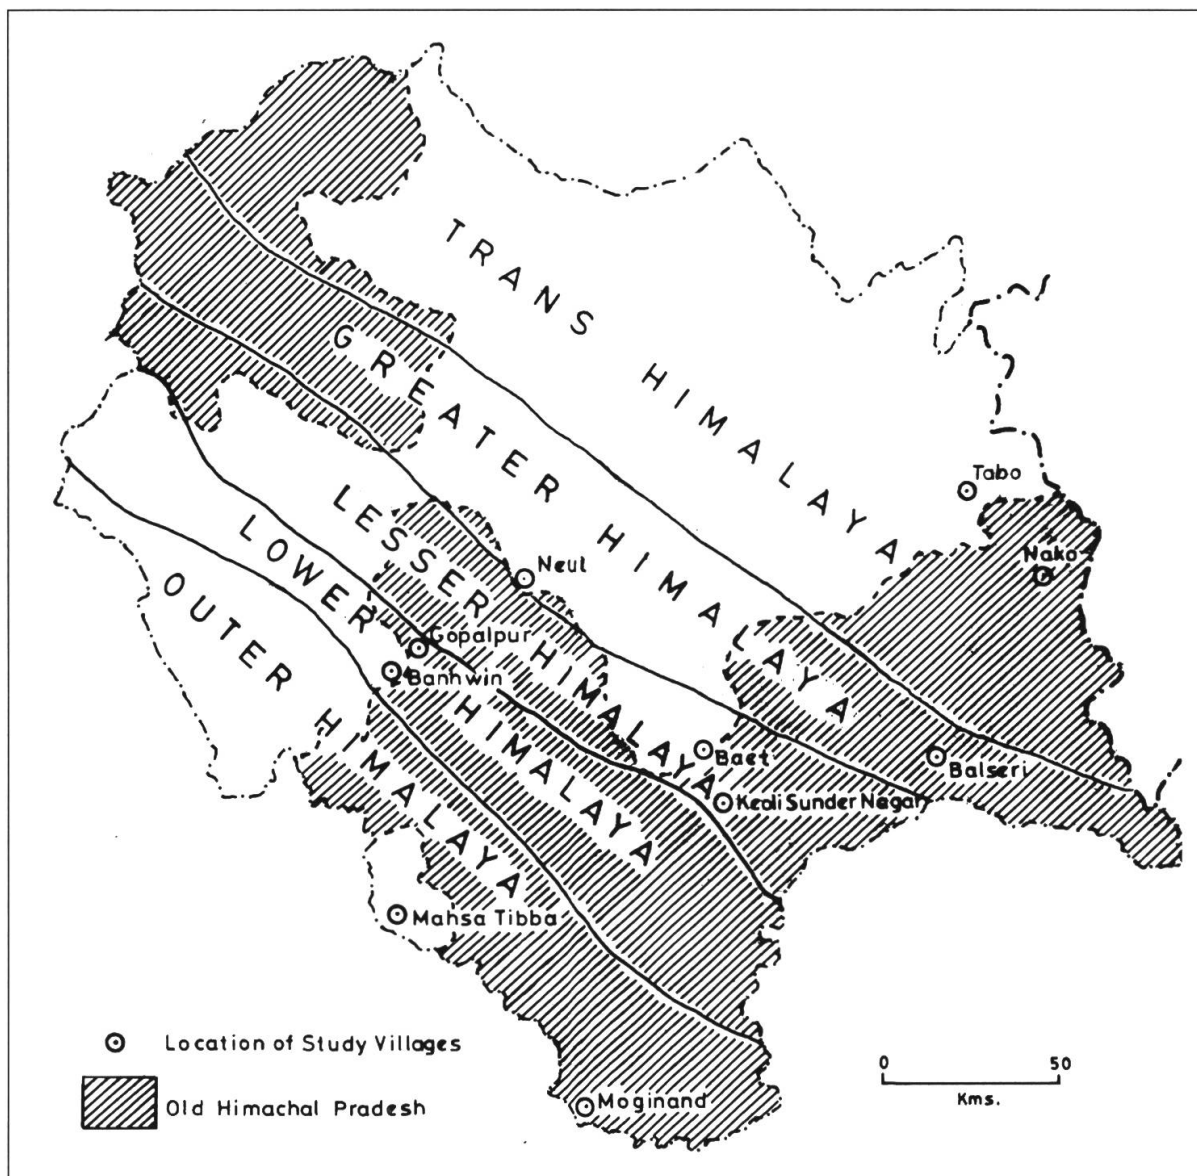 TRANS HIMALAYA
GREATER HIMALAYA
LESSER HIMALAYA
LOWER HIMALAYA
OUTER HIMALAYA
Tabo
Nako
Neul
Gopalpur
Banhwin
Baet
Balseri
Keoli Sunder Nagar
Mahsa Tibba
Moginand
Location of Study Villages
Old Himachal Pradesh
0 50
Kms.